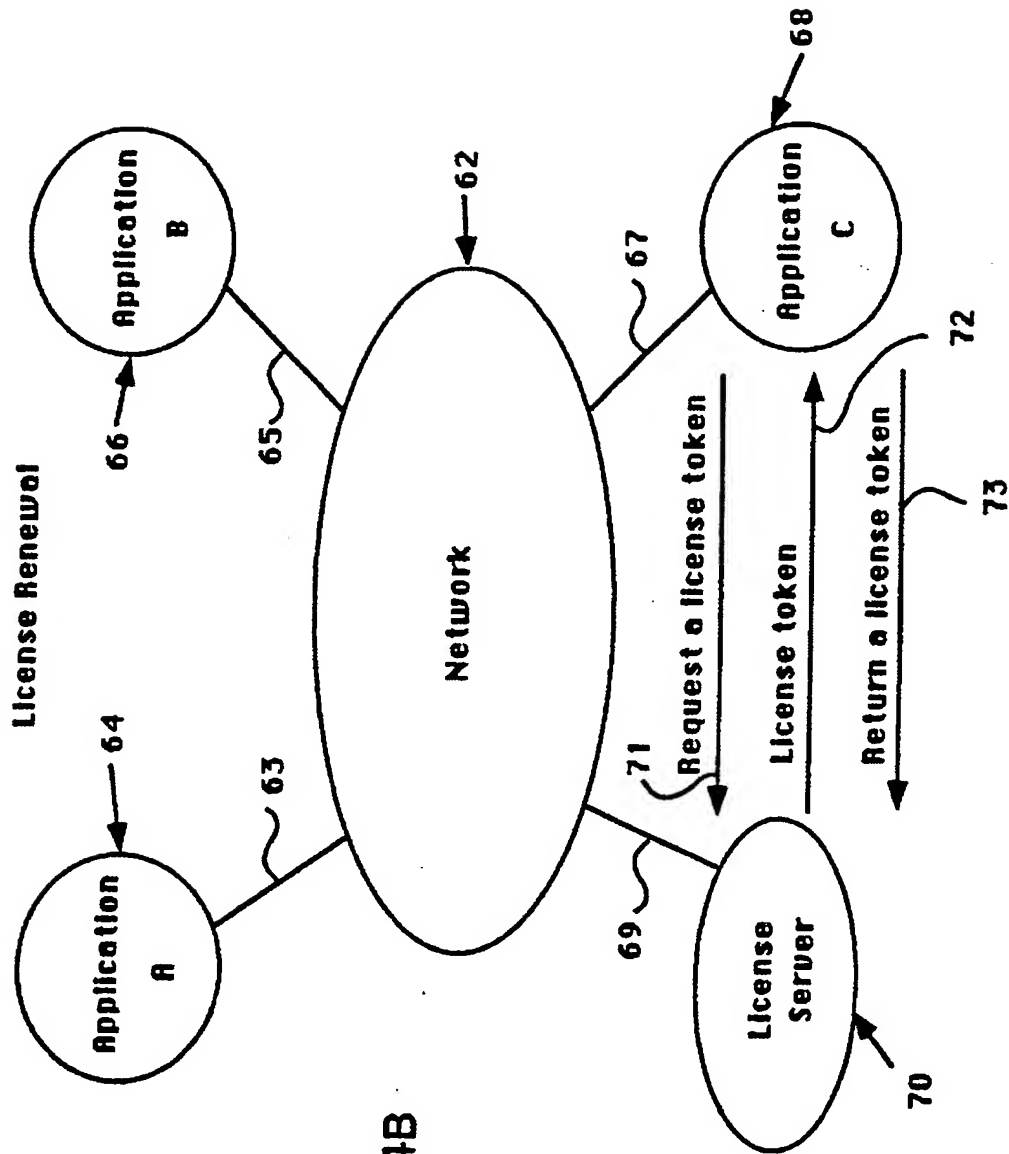 License Renewal
Application
A
64
63
Application
B
66
65
Network
62
License
Server
70
69
Application
C
68
67
71
Request a license token
License token
72
Return a license token
73
4B